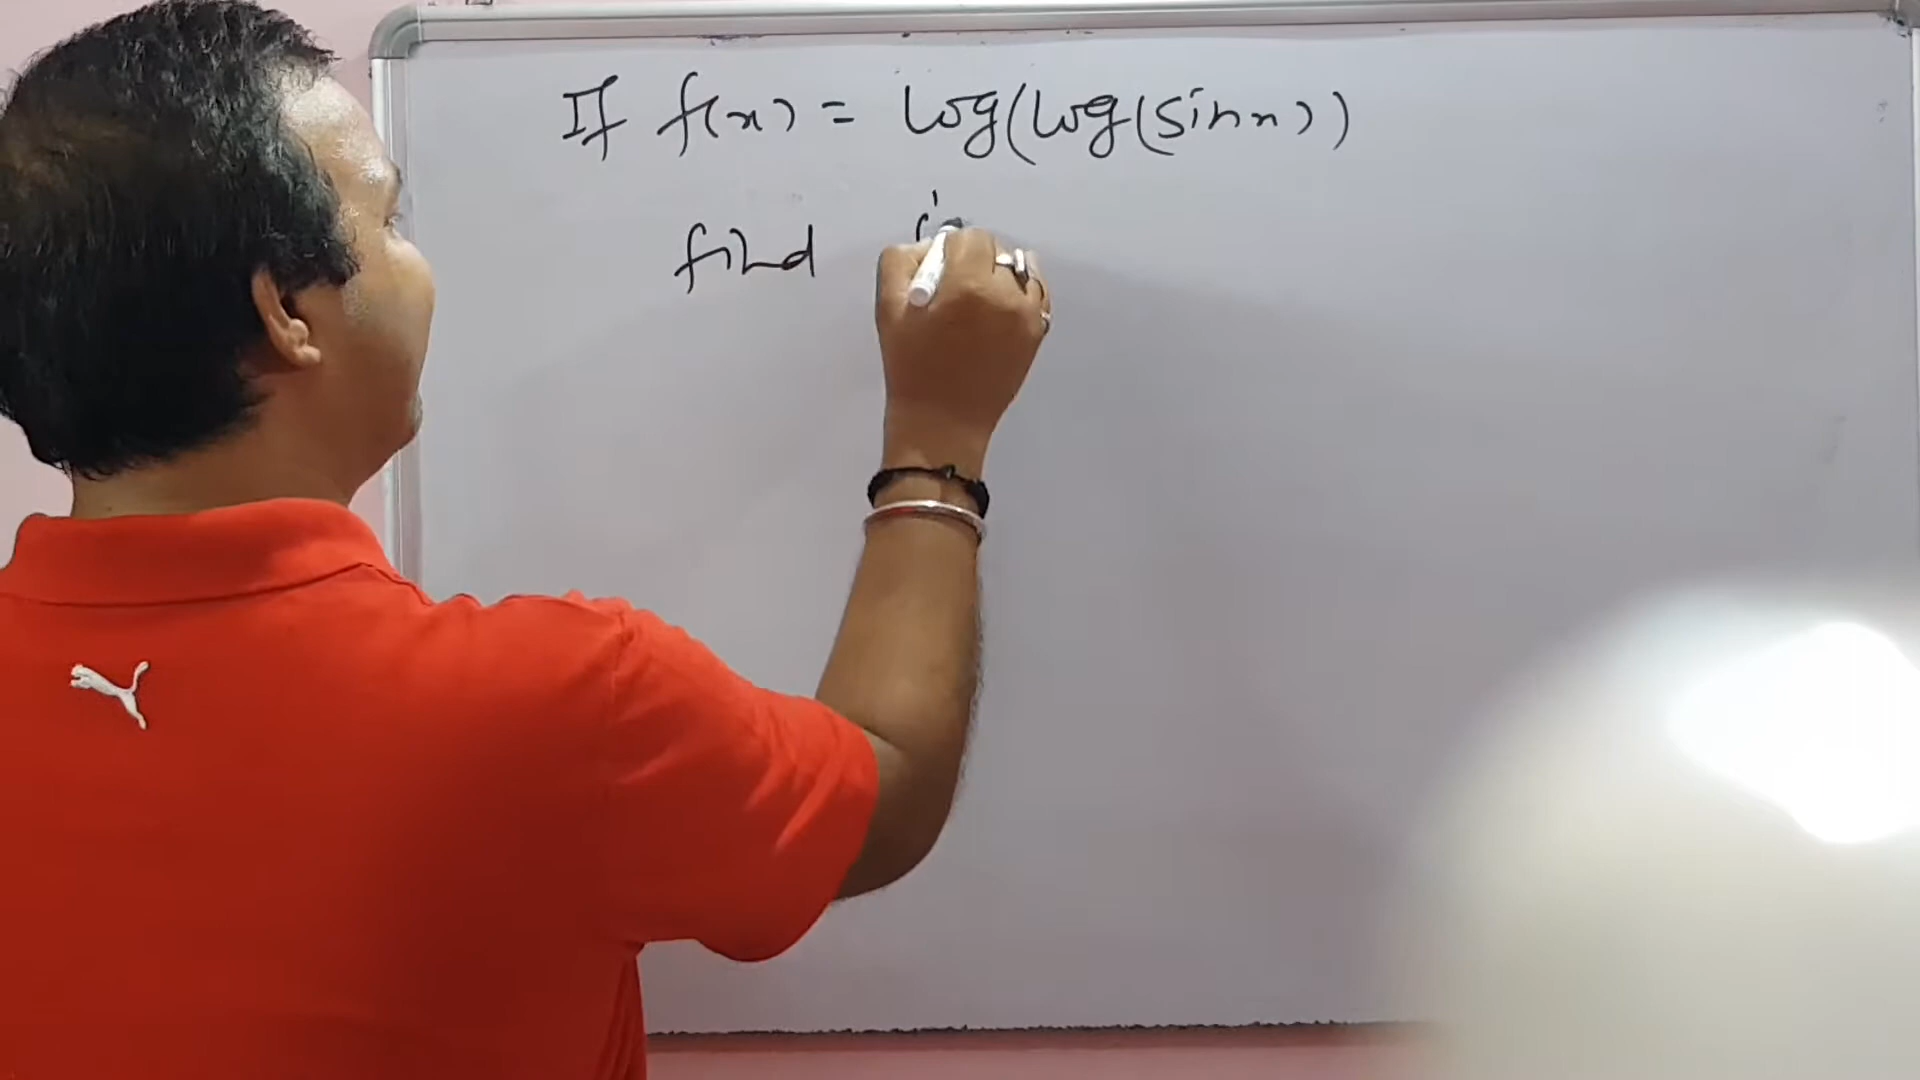 If f(x) = log(log(sinx))
find f'